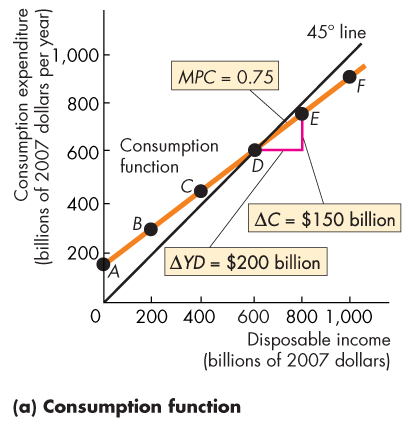 Consumption expenditure
(billions of 2007 dollars per year)
45° line
1,000
MPC = 0.75
F
800
E
Consumption
function
600
D
C
400
B
ΔC = $150 billion
200
A
ΔYD = $200 billion
0 200 400 600 800 1,000
Disposable income
(billions of 2007 dollars)
(a) Consumption function